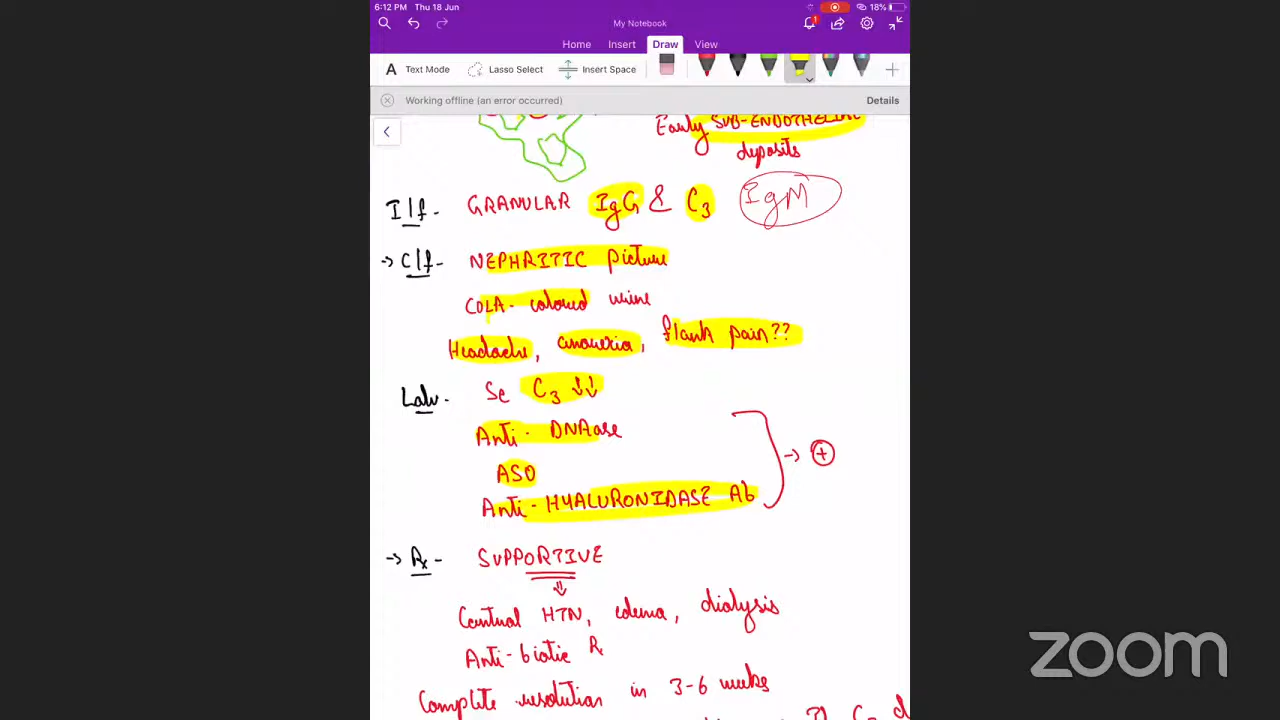 6:12 PM Thu 18 Jun
18%
My Notebook
1
Home Insert Draw View
A Text Mode Lasso Select Insert Space
Working offline (an error occurred) Details
Early SUB-ENDOTHELIAL
deposits
I/f- GRANULAR IgG & C3 IgM
→ C/f- NEPHRITIC picture
COLA-colored urine
Headache, anorexia, flank pain??
Lab- Se C3 ↓↓
Anti-DNAase
→ +
ASO
Anti-HYALURONIDASE Ab
→ Rx- SUPPORTIVE
⇓
Control HTN, edema, dialysis
Anti-biotic R
Complete resolution in 3-6 weeks
zoom